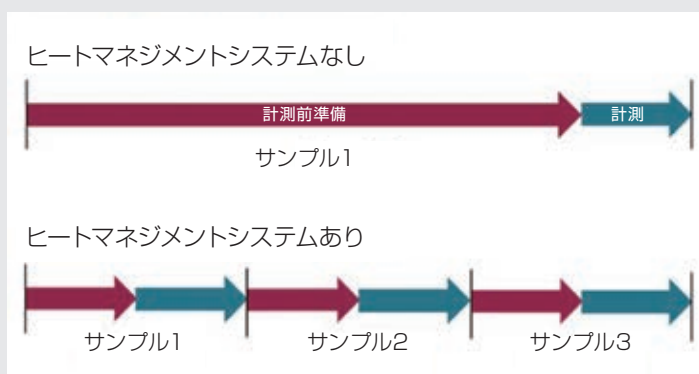 ヒートマネジメントシステムなし
計測前準備 計測
サンプル1
ヒートマネジメントシステムあり
サンプル1 サンプル2 サンプル3